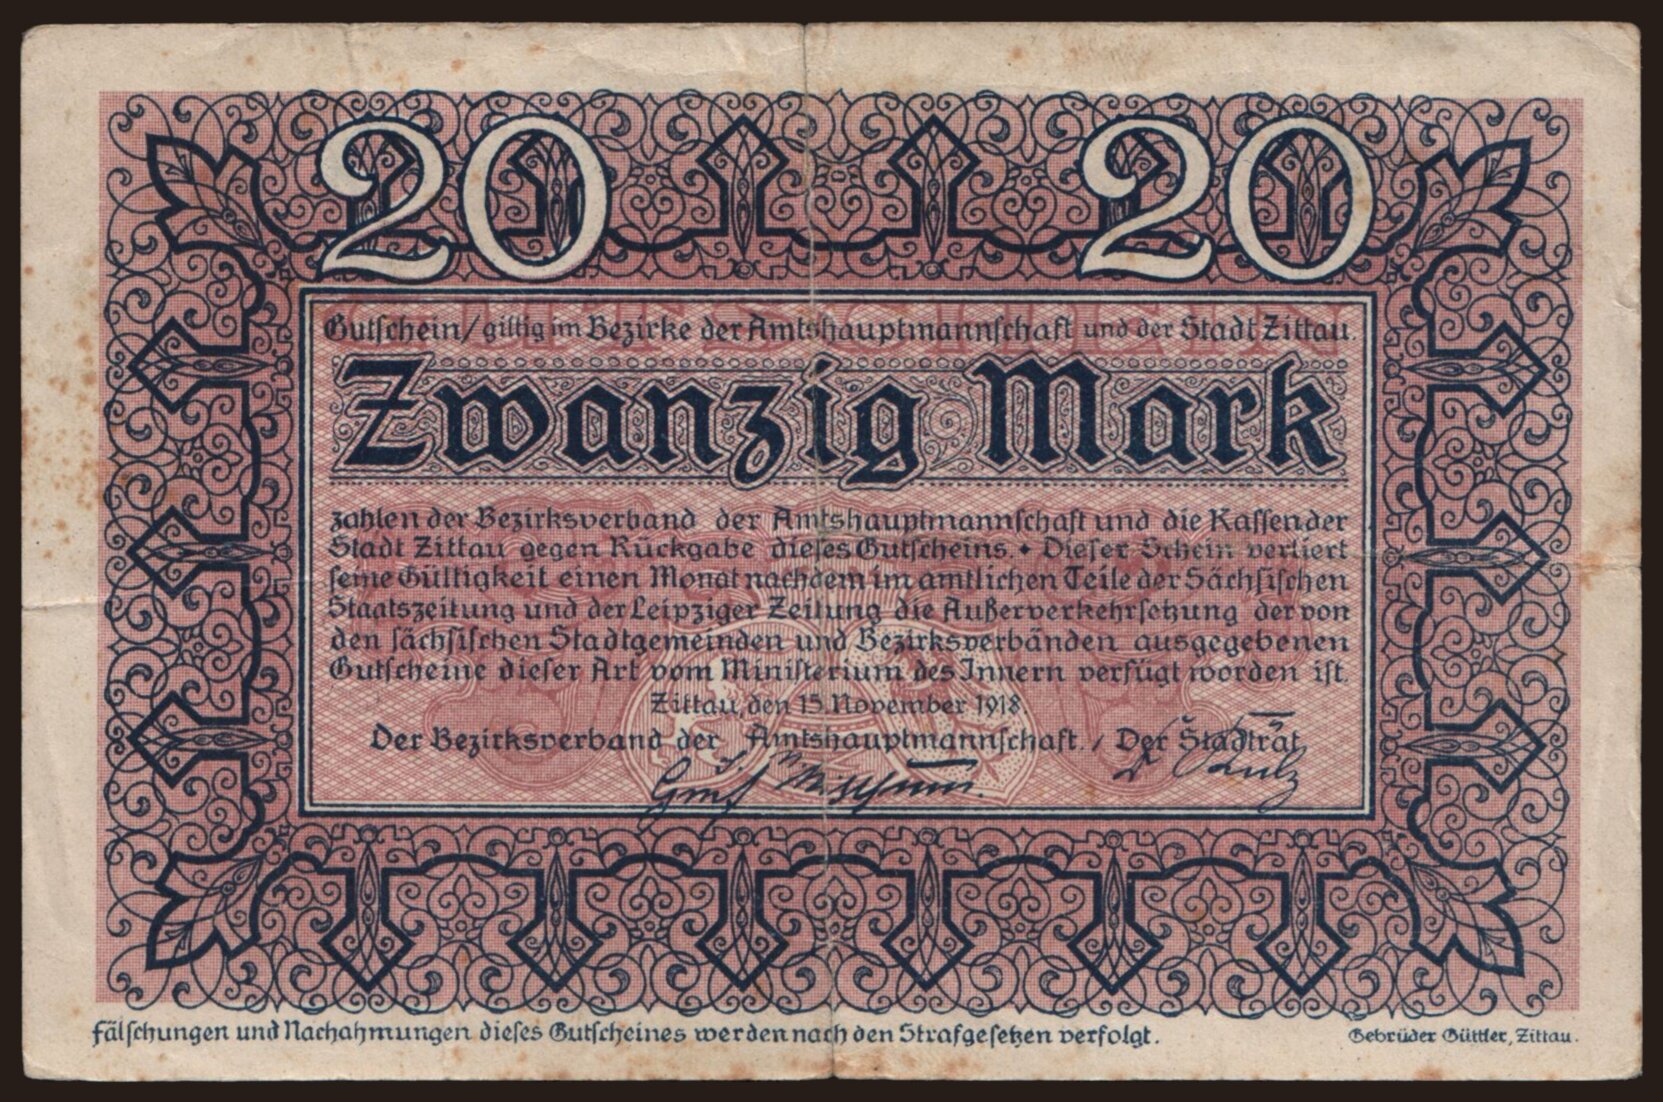 20 20
GUTSCHEIN
Gutschein/giltig im Bezirke der Amtshauptmannschaft und der Stadt Zittau.
Zwanzig Mark
zahlen der Bezirksverband der Amtshauptmannschaft und die Kassen der
Stadt Zittau gegen Rückgabe dieses Gutscheins • Dieser Schein verliert
seine Gültigkeit einen Monat nachdem im amtlichen Teile der Sächsischen
Staatszeitung und der Leipziger Zeitung die Außerverkehrsetzung der von
den sächsischen Stadtgemeinden und Bezirksverbänden ausgegebenen
Gutscheine dieser Art vom Ministerium des Innern verfügt worden ist.
Zittau, den 15. November 1918.
Der Bezirksverband der Amtshauptmannschaft. / Der Stadtrat
Fälschungen und Nachahmungen dieses Gutscheines werden nach den Strafgesetzen verfolgt.
Gebrüder Güttler, Zittau.